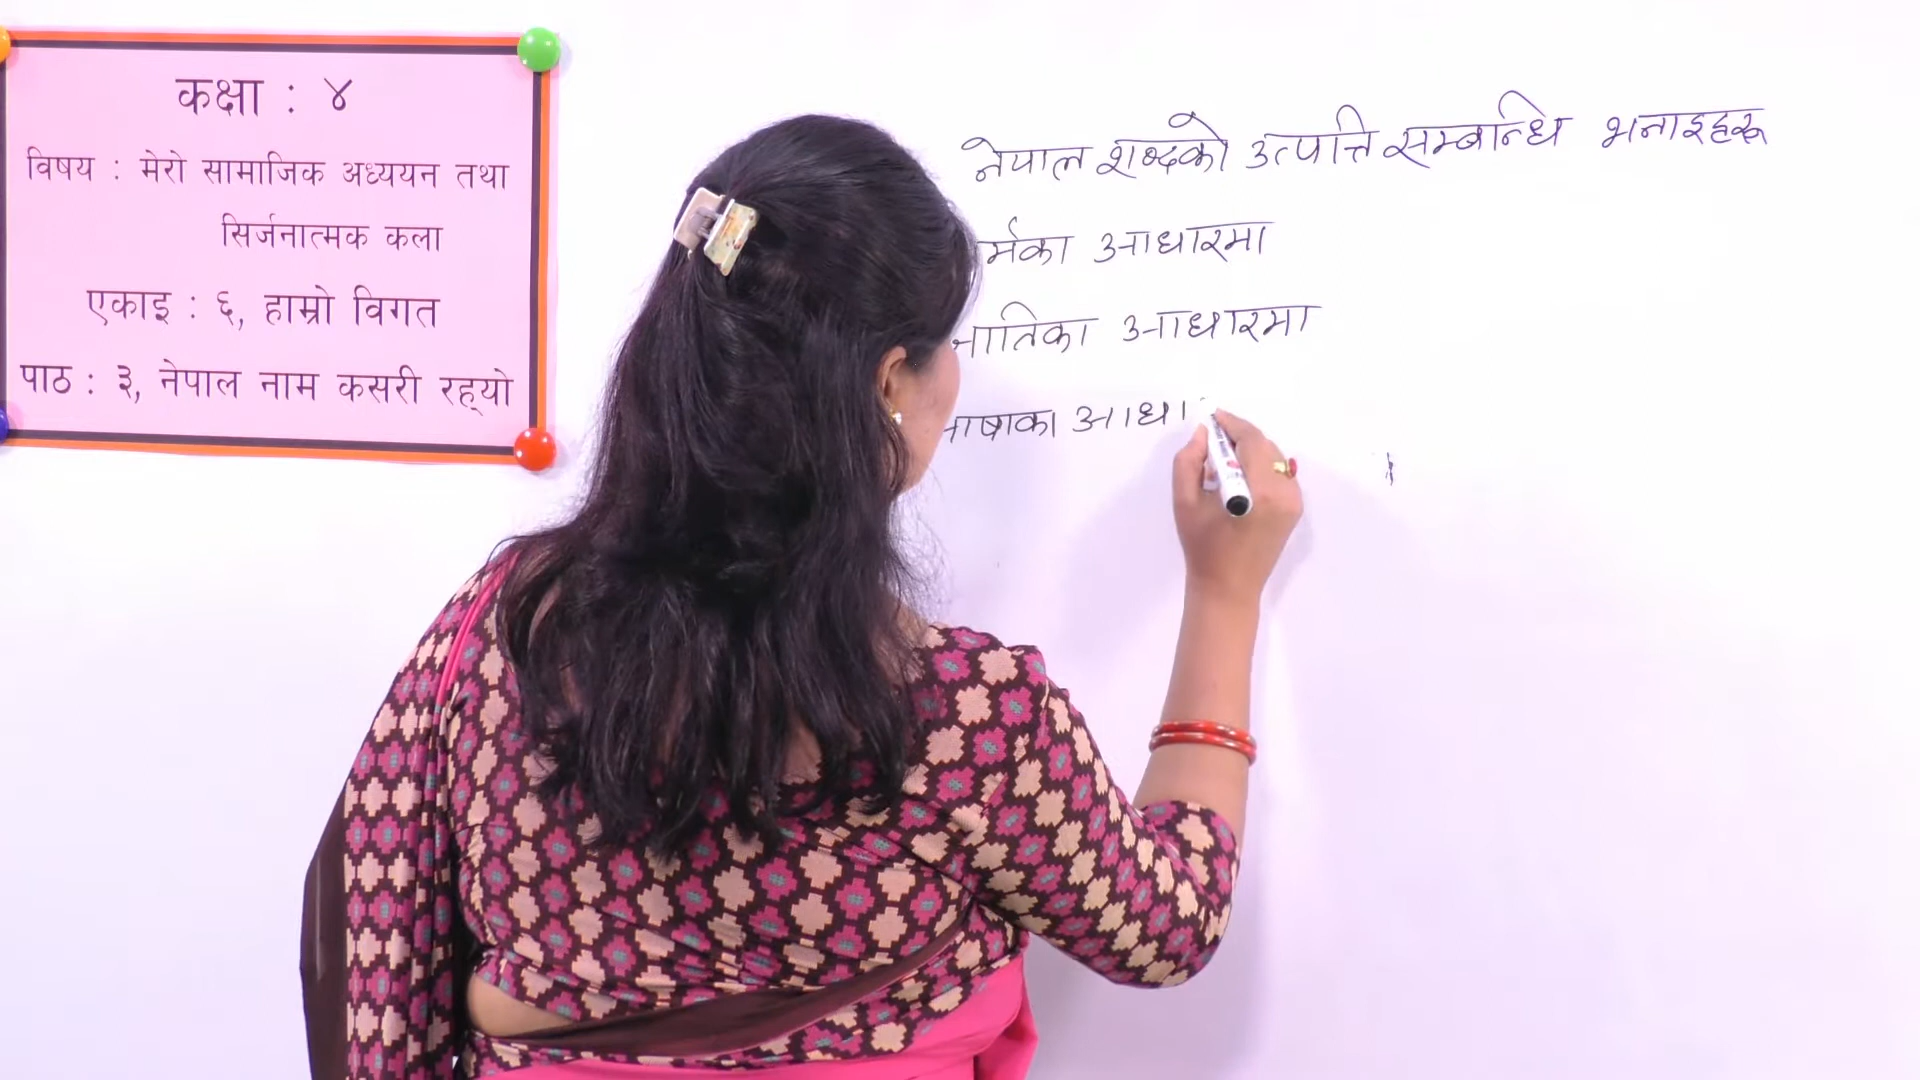 कक्षा : ४
विषय : मेरो सामाजिक अध्ययन तथा
सिर्जनात्मक कला
एकाइ : ६, हाम्रो विगत
पाठ : ३, नेपाल नाम कसरी रह्यो
नेपाल शब्दको उत्पत्ति सम्बान्धि भनाइहरू
र्मका आधारमा
ातिका आधारमा
ाषाका आधा